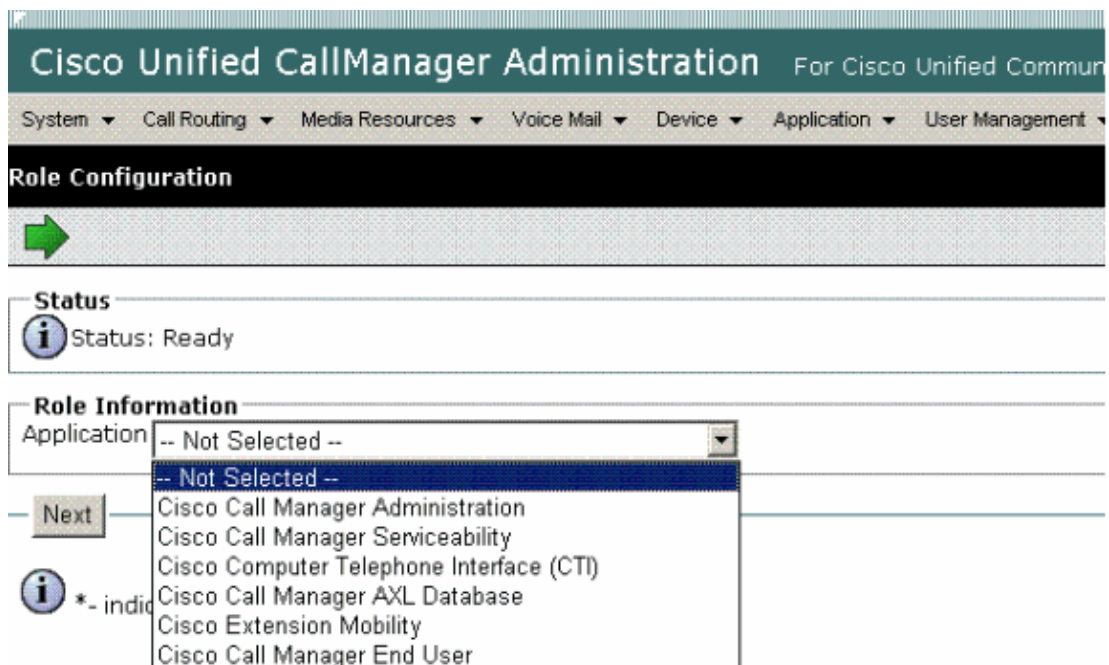 Cisco Unified CallManager Administration For Cisco Unified Commun
System Call Routing Media Resources Voice Mail Device Application User Management
Role Configuration
Status
Status: Ready
Role Information
Application -- Not Selected --
-- Not Selected --
Cisco Call Manager Administration
Next
Cisco Call Manager Serviceability
Cisco Computer Telephone Interface (CTI)
*- indic
Cisco Call Manager AXL Database
Cisco Extension Mobility
Cisco Call Manager End User